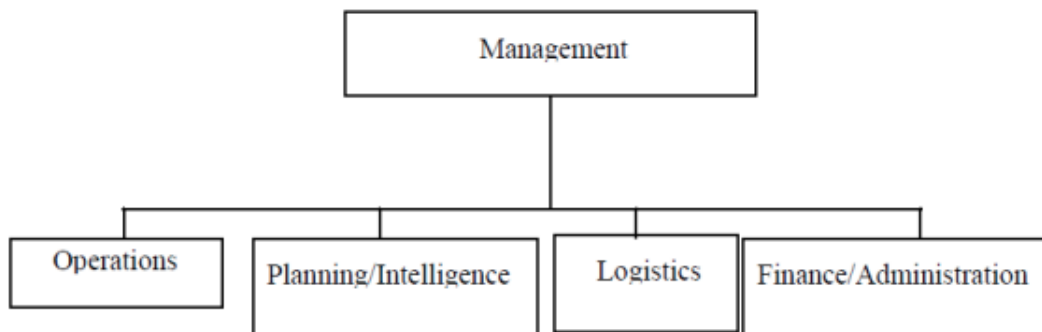 Management
Operations
Planning/Intelligence
Logistics
Finance/Administration